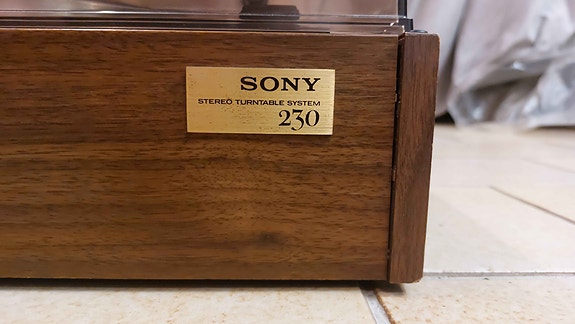 SONY
STEREO TURNTABLE SYSTEM
230